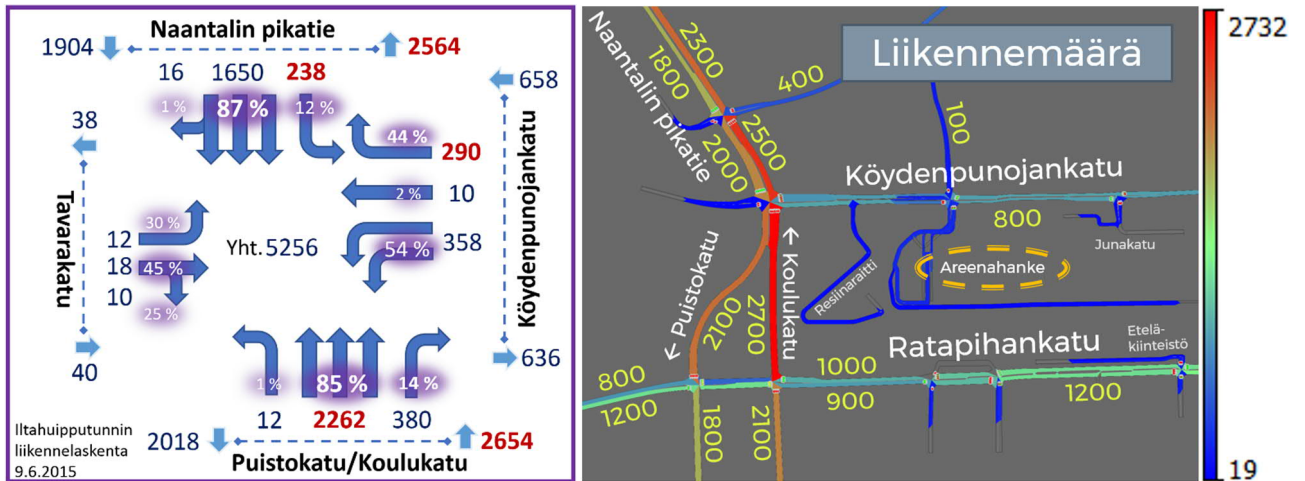 Naantalin pikatie
1904
2564
16
1650
238
658
1 %
87 %
12 %
38
44 %
290
2 %
10
Tavarakatu
30 %
12
Yht. 5256
358
54 %
18
45 %
10
25 %
Köydenpunojankatu
40
636
1 %
85 %
14 %
12
2262
380
Iltahuipputunnin
liikennelaskenta
9.6.2015
2018
2654
Puistokatu/Koulukatu
Liikennemäärä
2300
1800
Naantalin pikatie
400
2500
2000
100
Köydenpunojankatu
800
Junakatu
Areenahanke
Resiinaraitti
← Puistokatu
2100
← Koulukatu
2700
Ratapihankatu
Etelä-
kiinteistö
800
1200
1000
900
1200
1800
2100
2732
19